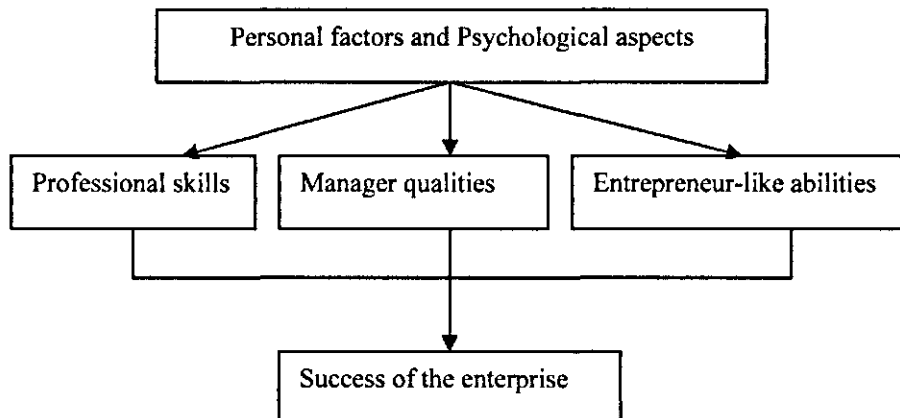 Personal factors and Psychological aspects
Professional skills
Manager qualities
Entrepreneur-like abilities
Success of the enterprise